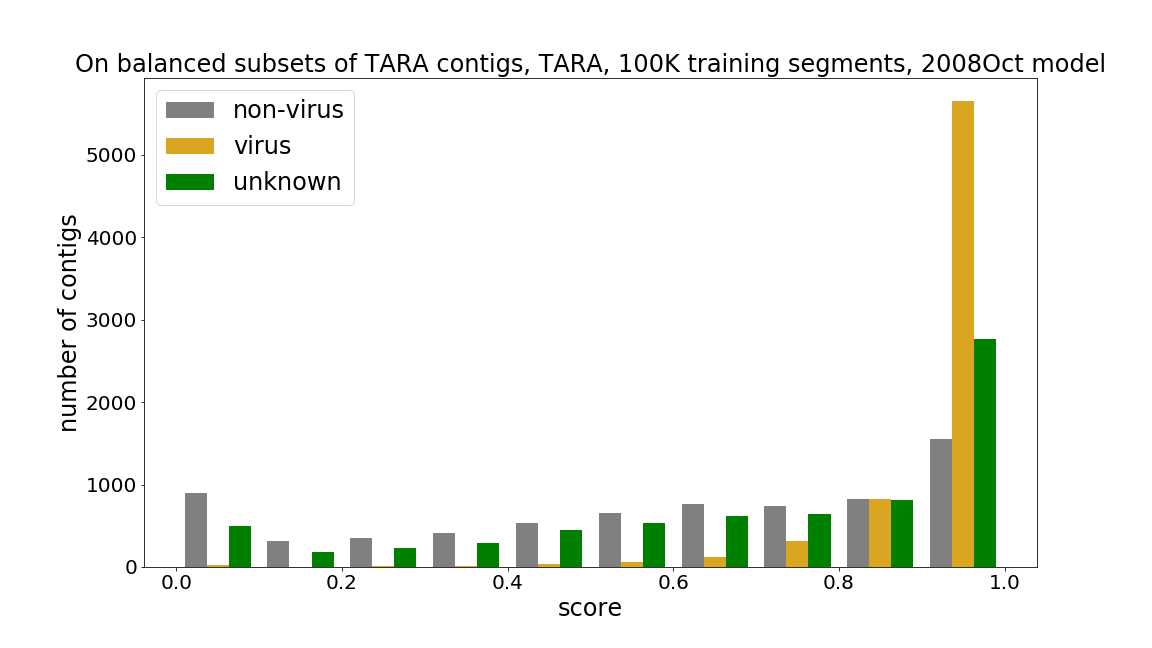 On balanced subsets of TARA contigs, TARA, 100K training segments, 2008Oct model
non-virus
virus
unknown
number of contigs
5000
4000
3000
2000
1000
0
0.0 0.2 0.4 0.6 0.8 1.0
score